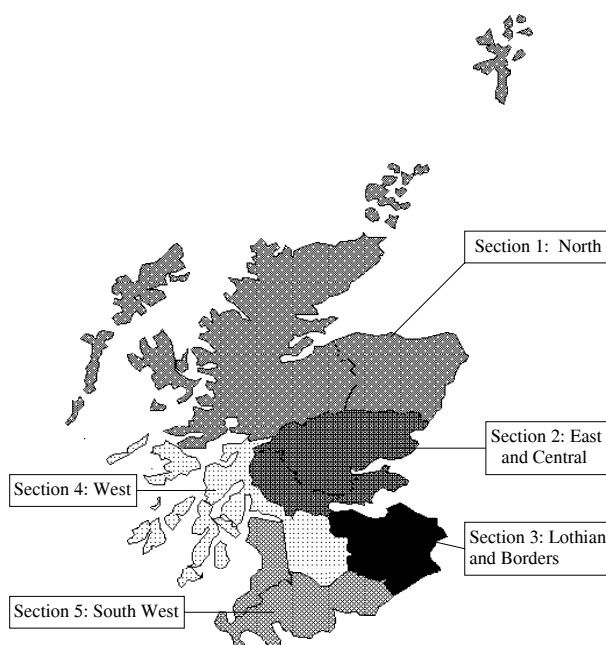 Section 1: North
Section 2: East
and Central
Section 4: West
Section 3: Lothian
and Borders
Section 5: South West